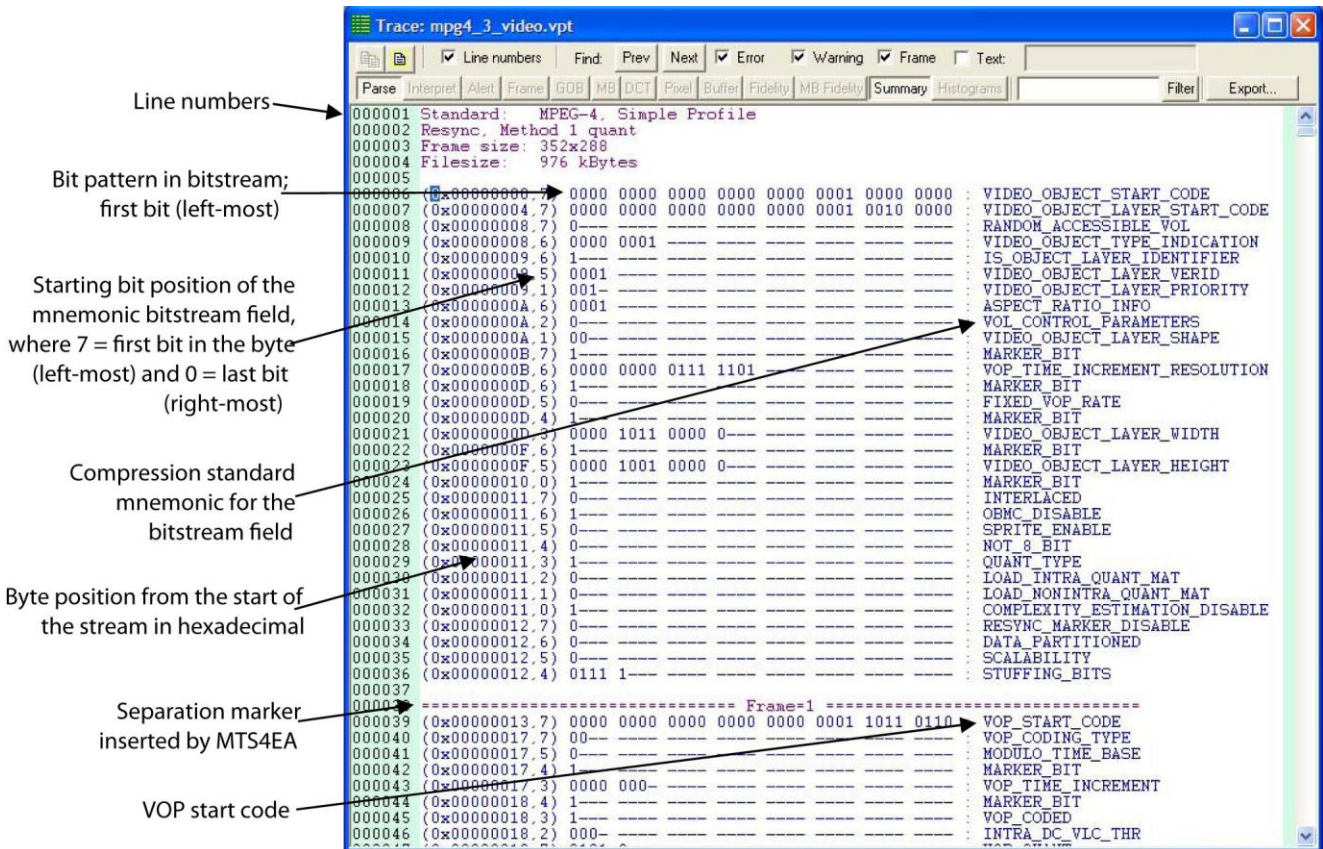 Trace: mpg4_3_video.vpt
Line numbers Find: Prev Next Error Warning Frame Text:
Parse Interpret Alert Frame GOB MB DCT Pixel Buffer Fidelity MB Fidelity Summary Histograms Filter Export...
Line numbers
Bit pattern in bitstream;
first bit (left-most)
Starting bit position of the
mnemonic bitstream field,
where 7 = first bit in the byte
(left-most) and 0 = last bit
(right-most)
Compression standard
mnemonic for the
bitstream field
Byte position from the start of
the stream in hexadecimal
Separation marker
inserted by MTS4EA
VOP start code
000001 Standard: MPEG-4, Simple Profile
000002 Resync, Method 1 quant
000003 Frame size: 352x288
000004 Filesize: 976 kBytes
000005
000006 (0x00000000,7) 0000 0000 0000 0000 0000 0001 0000 0000 : VIDEO_OBJECT_START_CODE
000007 (0x00000004,7) 0000 0000 0000 0000 0000 0001 0010 0000 : VIDEO_OBJECT_LAYER_START_CODE
000008 (0x00000008,7) 0--- ---- ---- ---- ---- ---- ---- ---- : RANDOM_ACCESSIBLE_VOL
000009 (0x00000008,6) 0000 0001 ---- ---- ---- ---- ---- ---- : VIDEO_OBJECT_TYPE_INDICATION
000010 (0x00000009,6) 1--- ---- ---- ---- ---- ---- ---- ---- : IS_OBJECT_LAYER_IDENTIFIER
000011 (0x00000009,5) 0001 ---- ---- ---- ---- ---- ---- ---- : VIDEO_OBJECT_LAYER_VERID
000012 (0x00000009,1) 001- ---- ---- ---- ---- ---- ---- ---- : VIDEO_OBJECT_LAYER_PRIORITY
000013 (0x0000000A,6) 0001 ---- ---- ---- ---- ---- ---- ---- : ASPECT_RATIO_INFO
000014 (0x0000000A,2) 0--- ---- ---- ---- ---- ---- ---- ---- : VOL_CONTROL_PARAMETERS
000015 (0x0000000A,1) 00-- ---- ---- ---- ---- ---- ---- ---- : VIDEO_OBJECT_LAYER_SHAPE
000016 (0x0000000B,7) 1--- ---- ---- ---- ---- ---- ---- ---- : MARKER_BIT
000017 (0x0000000B,6) 0000 0000 0111 1101 ---- ---- ---- ---- : VOP_TIME_INCREMENT_RESOLUTION
000018 (0x0000000D,6) 1--- ---- ---- ---- ---- ---- ---- ---- : MARKER_BIT
000019 (0x0000000D,5) 0--- ---- ---- ---- ---- ---- ---- ---- : FIXED_VOP_RATE
000020 (0x0000000D,4) 1--- ---- ---- ---- ---- ---- ---- ---- : MARKER_BIT
000021 (0x0000000D,3) 0000 1011 0000 0--- ---- ---- ---- ---- : VIDEO_OBJECT_LAYER_WIDTH
000022 (0x0000000F,6) 1--- ---- ---- ---- ---- ---- ---- ---- : MARKER_BIT
000023 (0x0000000F,5) 0000 1001 0000 0--- ---- ---- ---- ---- : VIDEO_OBJECT_LAYER_HEIGHT
000024 (0x00000010,0) 1--- ---- ---- ---- ---- ---- ---- ---- : MARKER_BIT
000025 (0x00000011,7) 0--- ---- ---- ---- ---- ---- ---- ---- : INTERLACED
000026 (0x00000011,6) 1--- ---- ---- ---- ---- ---- ---- ---- : OBMC_DISABLE
000027 (0x00000011,5) 0--- ---- ---- ---- ---- ---- ---- ---- : SPRITE_ENABLE
000028 (0x00000011,4) 0--- ---- ---- ---- ---- ---- ---- ---- : NOT_8_BIT
000029 (0x00000011,3) 1--- ---- ---- ---- ---- ---- ---- ---- : QUANT_TYPE
000030 (0x00000011,2) 0--- ---- ---- ---- ---- ---- ---- ---- : LOAD_INTRA_QUANT_MAT
000031 (0x00000011,1) 0--- ---- ---- ---- ---- ---- ---- ---- : LOAD_NONINTRA_QUANT_MAT
000032 (0x00000011,0) 1--- ---- ---- ---- ---- ---- ---- ---- : COMPLEXITY_ESTIMATION_DISABLE
000033 (0x00000012,7) 0--- ---- ---- ---- ---- ---- ---- ---- : RESYNC_MARKER_DISABLE
000034 (0x00000012,6) 0--- ---- ---- ---- ---- ---- ---- ---- : DATA_PARTITIONED
000035 (0x00000012,5) 0--- ---- ---- ---- ---- ---- ---- ---- : SCALABILITY
000036 (0x00000012,4) 0111 1--- ---- ---- ---- ---- ---- ---- : STUFFING_BITS
000037
000038 ================================ Frame=1 ================================
000039 (0x00000013,7) 0000 0000 0000 0000 0000 0001 1011 0110 : VOP_START_CODE
000040 (0x00000017,7) 00-- ---- ---- ---- ---- ---- ---- ---- : VOP_CODING_TYPE
000041 (0x00000017,5) 0--- ---- ---- ---- ---- ---- ---- ---- : MODULO_TIME_BASE
000042 (0x00000017,4) 1--- ---- ---- ---- ---- ---- ---- ---- : MARKER_BIT
000043 (0x00000017,3) 0000 000- ---- ---- ---- ---- ---- ---- : VOP_TIME_INCREMENT
000044 (0x00000018,4) 1--- ---- ---- ---- ---- ---- ---- ---- : MARKER_BIT
000045 (0x00000018,3) 1--- ---- ---- ---- ---- ---- ---- ---- : VOP_CODED
000046 (0x00000018,2) 000- ---- ---- ---- ---- ---- ---- ---- : INTRA_DC_VLC_THR